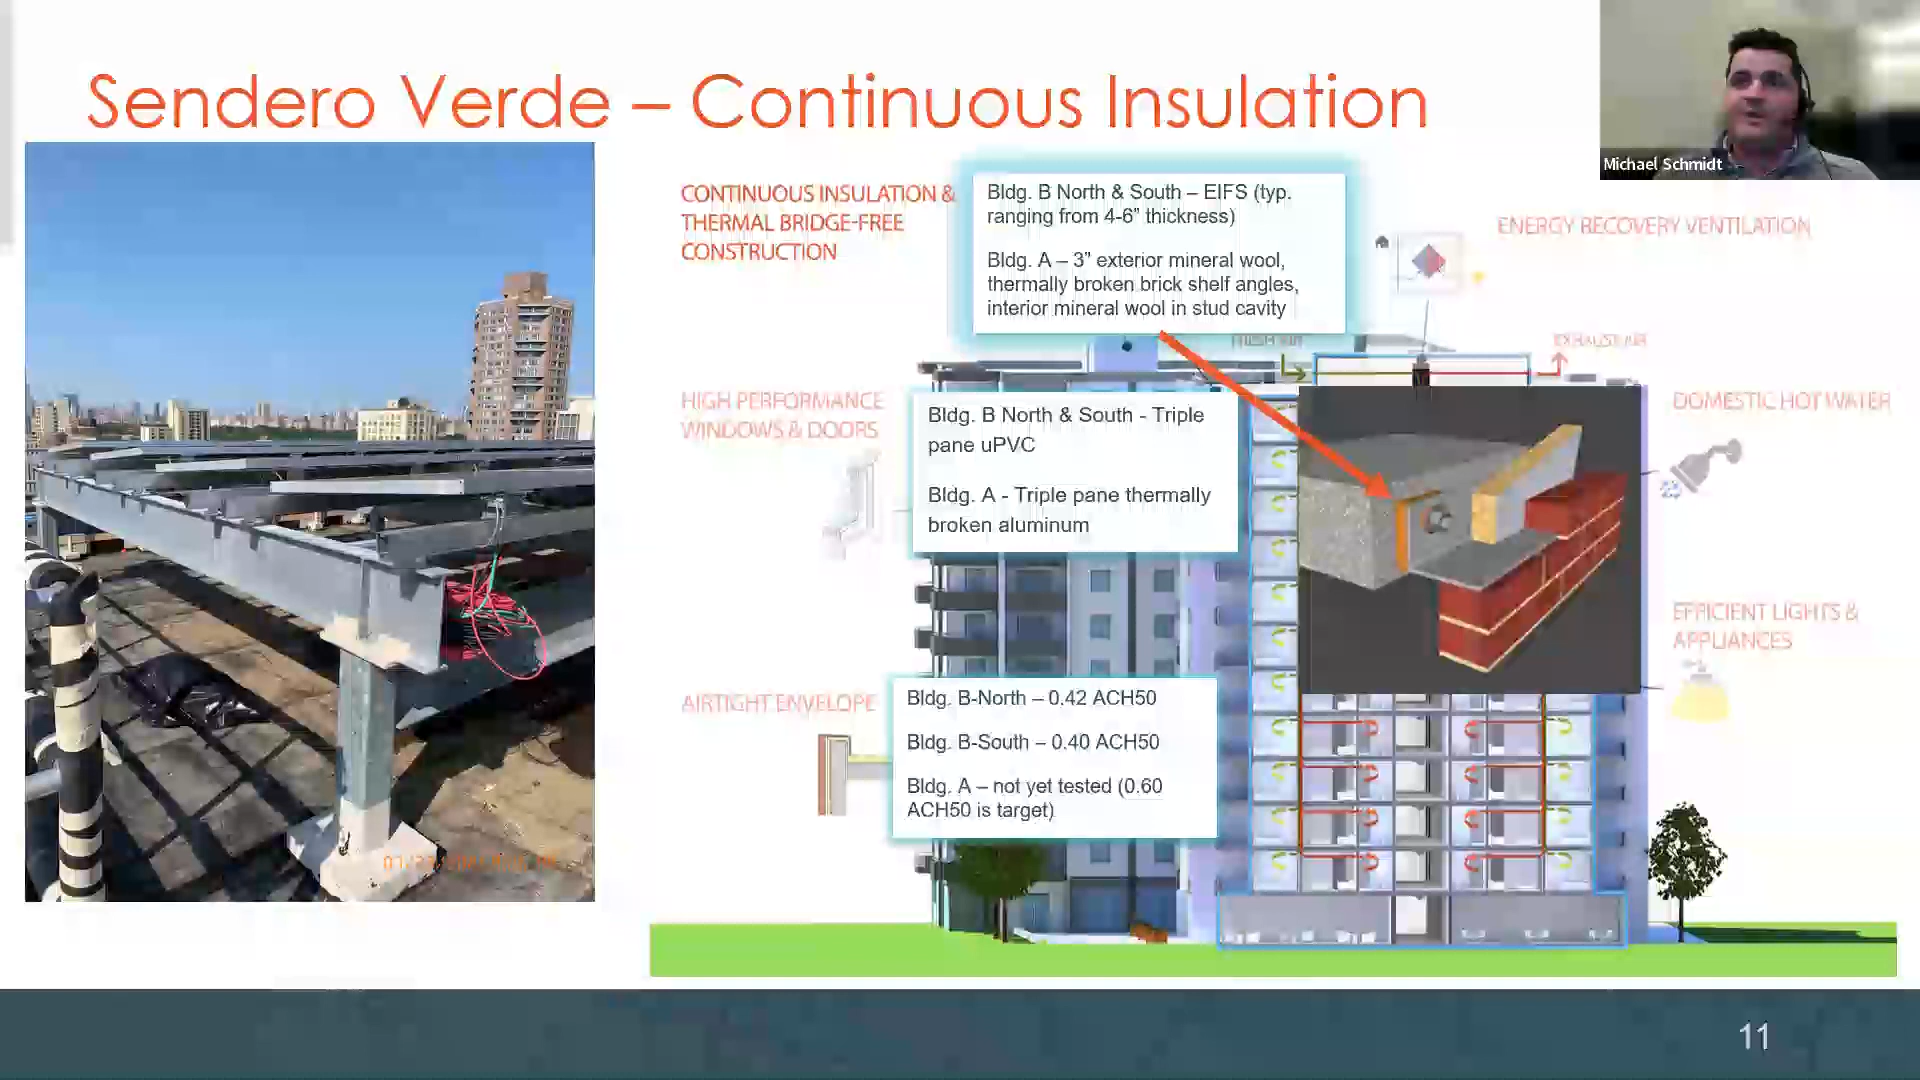 Sendero Verde – Continuous Insulation
Michael Schmidt
CONTINUOUS INSULATION &
THERMAL BRIDGE-FREE
CONSTRUCTION
Bldg. B North & South – EIFS (typ.
ranging from 4-6” thickness)
Bldg. A – 3” exterior mineral wool,
thermally broken brick shelf angles,
interior mineral wool in stud cavity
ENERGY RECOVERY VENTILATION
EXHAUST AIR
HIGH PERFORMANCE
WINDOWS & DOORS
Bldg. B North & South - Triple
pane uPVC
Bldg. A - Triple pane thermally
broken aluminum
DOMESTIC HOT WATER
EFFICIENT LIGHTS &
APPLIANCES
AIRTIGHT ENVELOPE
Bldg. B-North – 0.42 ACH50
Bldg. B-South – 0.40 ACH50
Bldg. A – not yet tested (0.60
ACH50 is target)
11